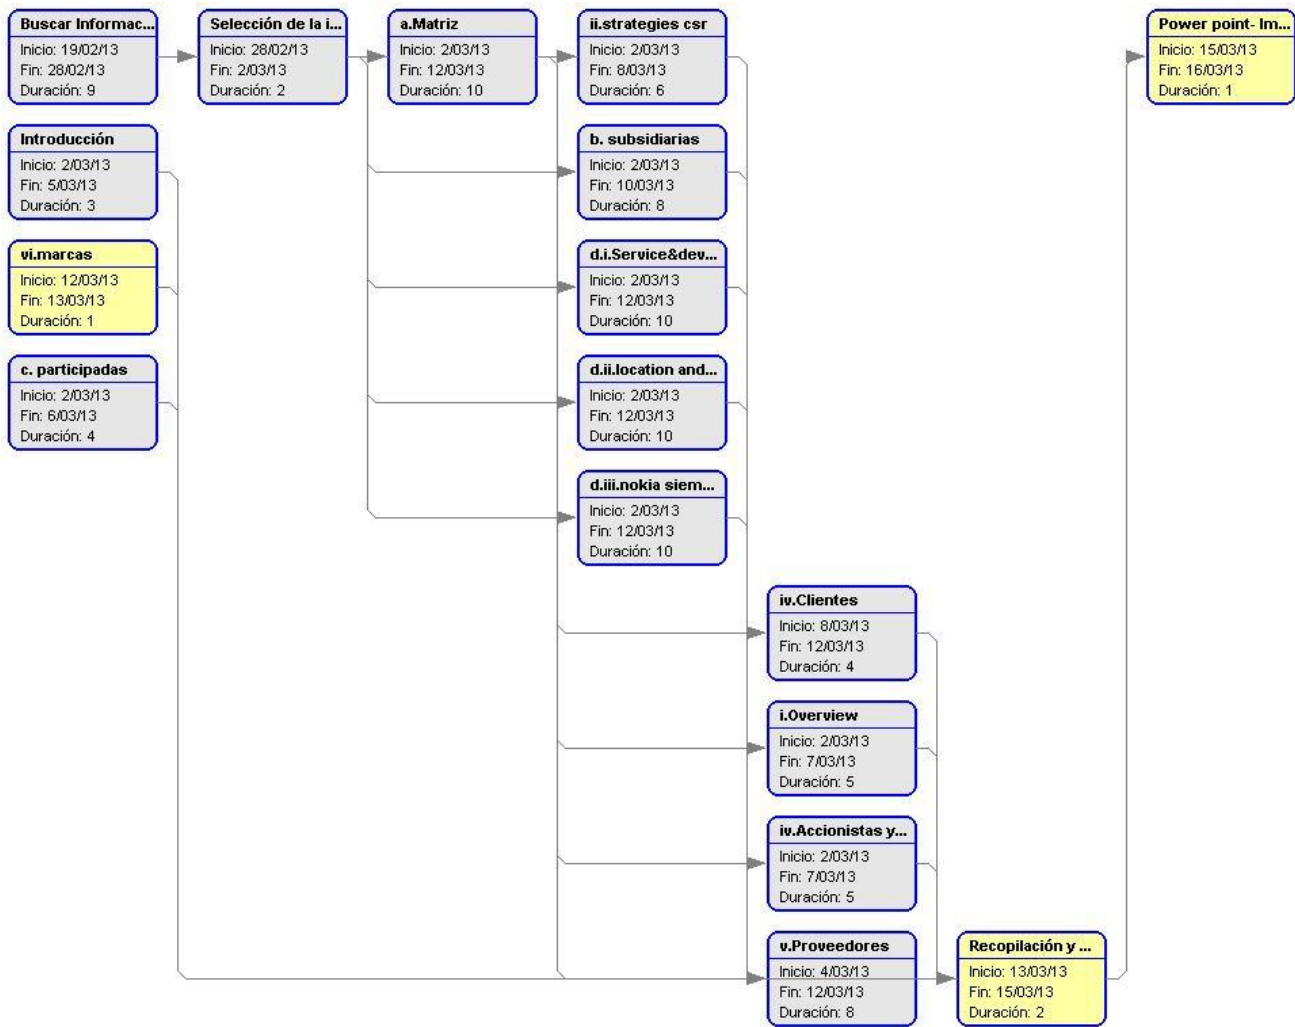 Buscar Informac...
Inicio: 19/02/13
Fin: 28/02/13
Duración: 9
Selección de la i...
Inicio: 28/02/13
Fin: 2/03/13
Duración: 2
a.Matriz
Inicio: 2/03/13
Fin: 12/03/13
Duración: 10
ii.strategies csr
Inicio: 2/03/13
Fin: 8/03/13
Duración: 6
Power point- Im...
Inicio: 15/03/13
Fin: 16/03/13
Duración: 1
Introducción
Inicio: 2/03/13
Fin: 5/03/13
Duración: 3
b. subsidiarias
Inicio: 2/03/13
Fin: 10/03/13
Duración: 8
vi.marcas
Inicio: 12/03/13
Fin: 13/03/13
Duración: 1
d.i.Service&dev...
Inicio: 2/03/13
Fin: 12/03/13
Duración: 10
c. participadas
Inicio: 2/03/13
Fin: 6/03/13
Duración: 4
d.ii.location and...
Inicio: 2/03/13
Fin: 12/03/13
Duración: 10
d.iii.nokia siem...
Inicio: 2/03/13
Fin: 12/03/13
Duración: 10
iv.Clientes
Inicio: 8/03/13
Fin: 12/03/13
Duración: 4
i.Overview
Inicio: 2/03/13
Fin: 7/03/13
Duración: 5
iv.Accionistas y...
Inicio: 2/03/13
Fin: 7/03/13
Duración: 5
v.Proveedores
Inicio: 4/03/13
Fin: 12/03/13
Duración: 8
Recopilación y ...
Inicio: 13/03/13
Fin: 15/03/13
Duración: 2